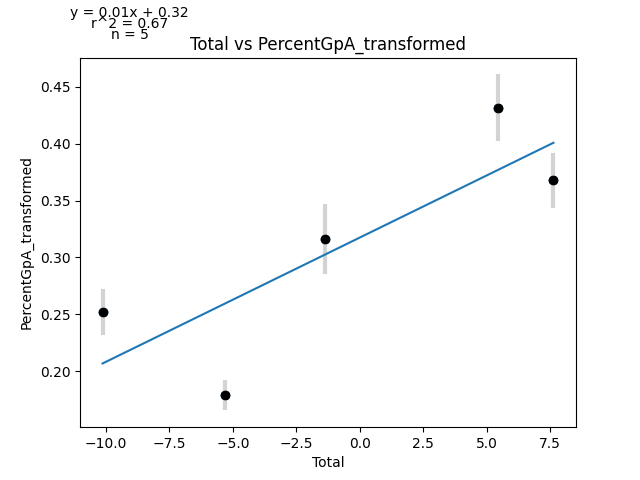 y = 0.01x + 0.32
r^2 = 0.67
n = 5
Total vs PercentGpA_transformed
0.45
0.40
0.35
0.30
0.25
0.20
PercentGpA_transformed
−10.0 −7.5 −5.0 −2.5 0.0 2.5 5.0 7.5
Total